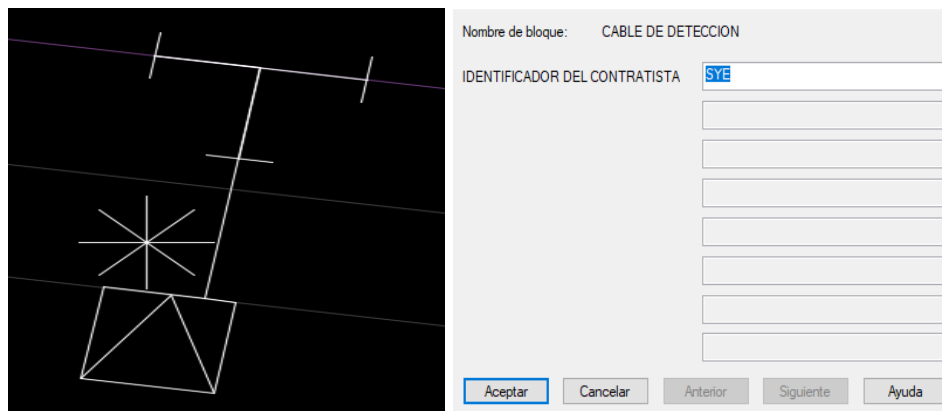 Nombre de bloque: CABLE DE DETECCION
IDENTIFICADOR DEL CONTRATISTA SYE
Aceptar Cancelar Anterior Siguiente Ayuda